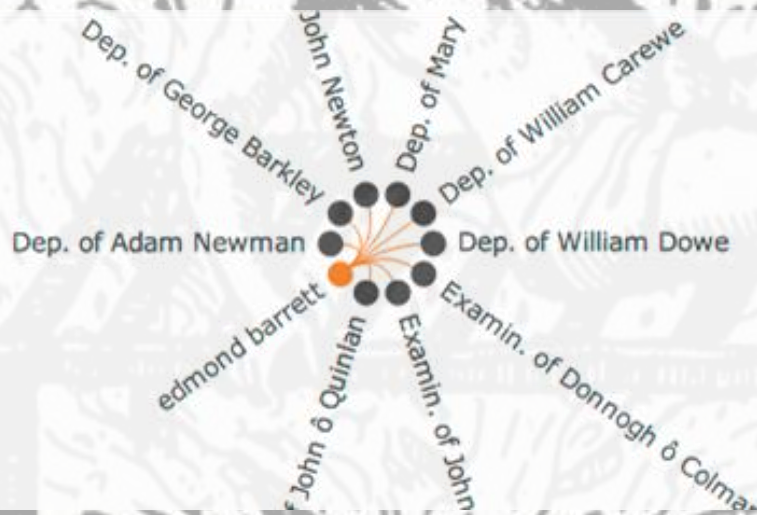 Dep. of George Barkley
John Newton
Dep. of Mary
Dep. of William Carewe
Dep. of Adam Newman
Dep. of William Dowe
edmond barrett
John ô Quinlan
Examin. of John
Examin. of Donnogh ô Colma